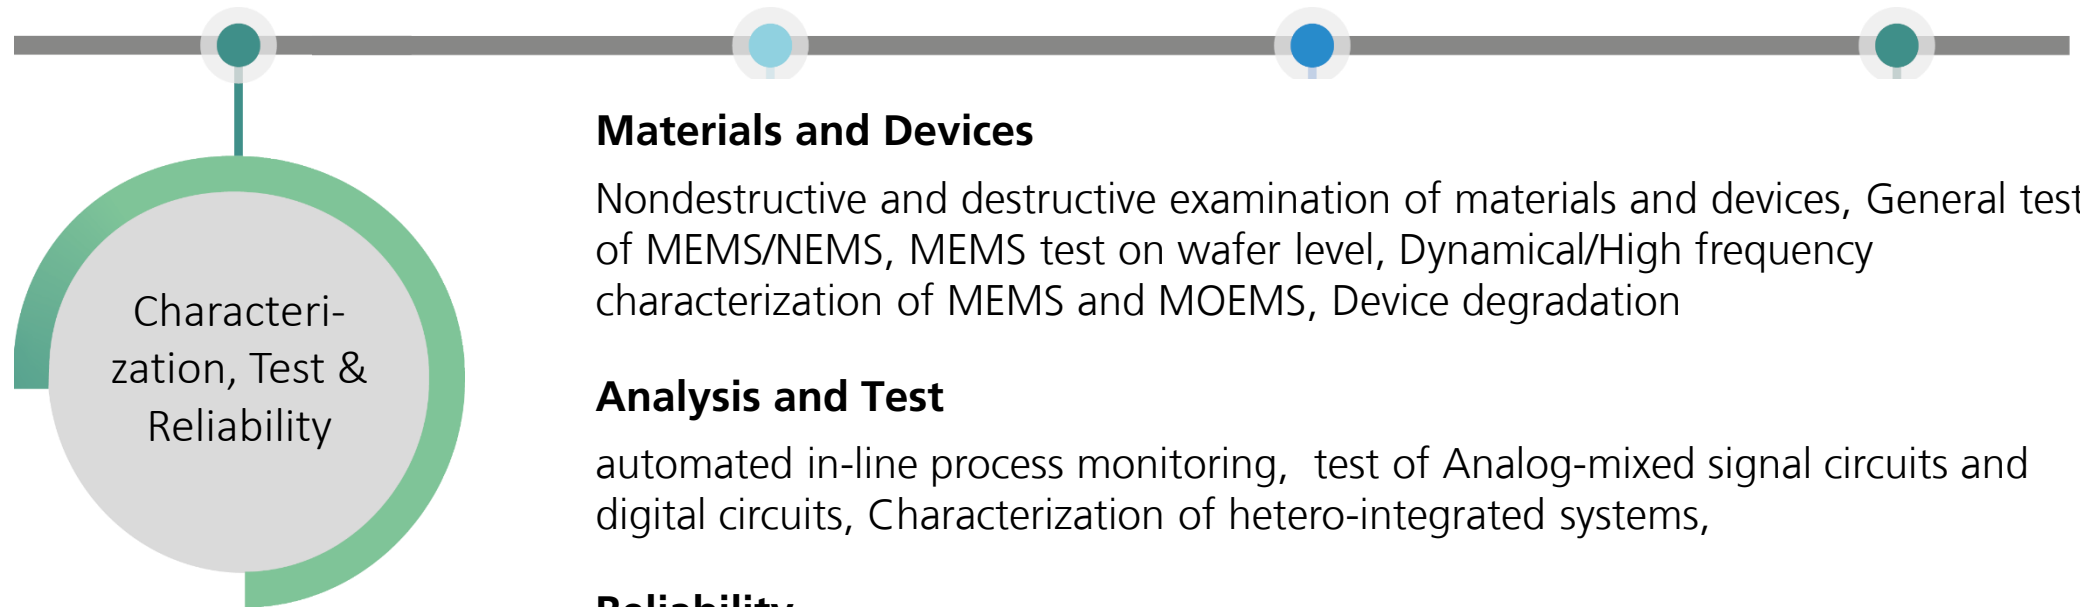 Characteri-
zation, Test &
Reliability
Materials and Devices
Nondestructive and destructive examination of materials and devices, General test
of MEMS/NEMS, MEMS test on wafer level, Dynamical/High frequency
characterization of MEMS and MOEMS, Device degradation
Analysis and Test
automated in-line process monitoring,  test of Analog-mixed signal circuits and
digital circuits, Characterization of hetero-integrated systems,
Reliability